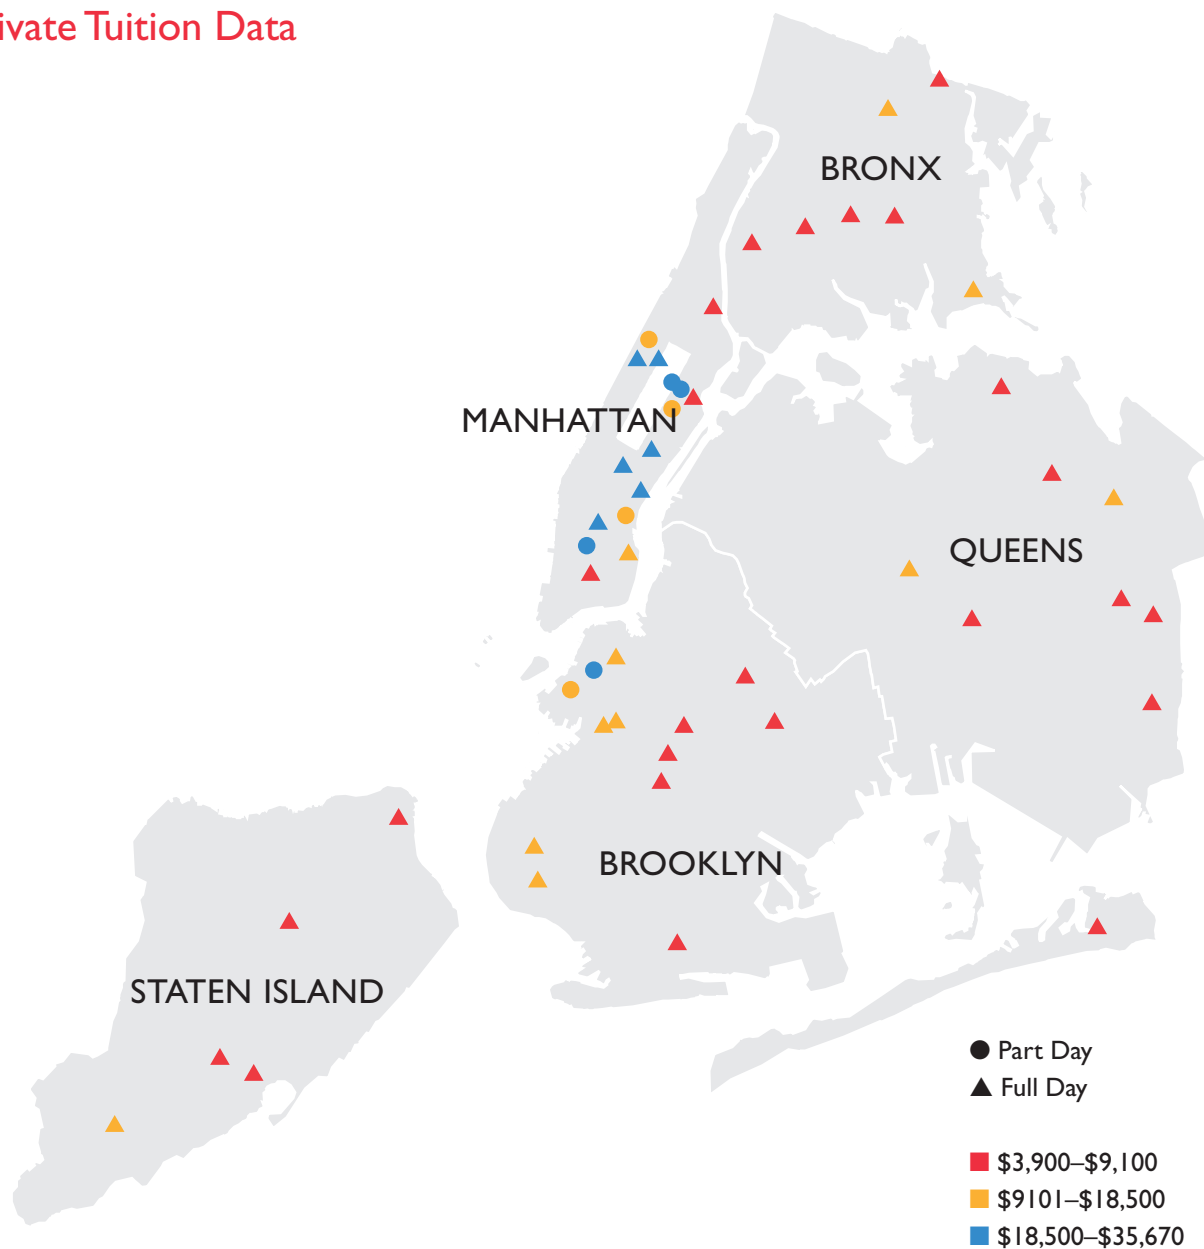 ivate Tuition Data
BRONX
MANHATTAN
QUEENS
BROOKLYN
STATEN ISLAND
Part Day
Full Day
$3,900–$9,100
$9101–$18,500
$18,500–$35,670